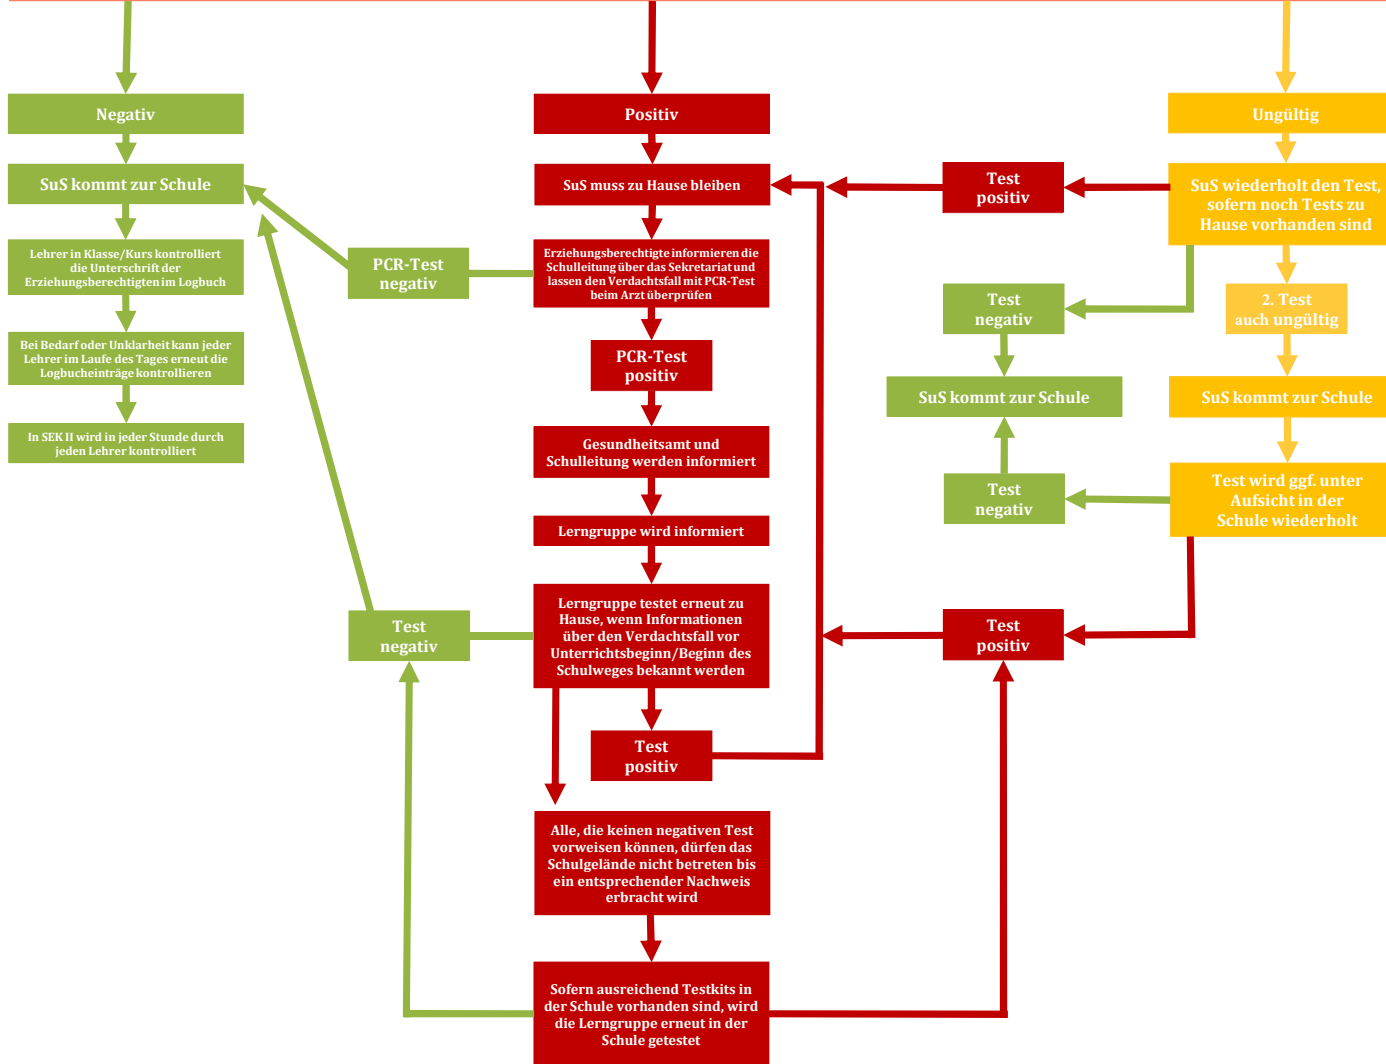 Negativ
SuS kommt zur Schule
Lehrer in Klasse/Kurs kontrolliert
die Unterschrift der
Erziehungsberechtigten im Logbuch
Bei Bedarf oder Unklarheit kann jeder
Lehrer im Laufe des Tages erneut die
Logbucheinträge kontrollieren
In SEK II wird in jeder Stunde durch
jeden Lehrer kontrolliert
PCR-Test
negativ
Test
negativ
Positiv
SuS muss zu Hause bleiben
Erziehungsberechtigte informieren die
Schulleitung über das Sekretariat und
lassen den Verdachtsfall mit PCR-Test
beim Arzt überprüfen
PCR-Test
positiv
Gesundheitsamt und
Schulleitung werden informiert
Lerngruppe wird informiert
Lerngruppe testet erneut zu
Hause, wenn Informationen
über den Verdachtsfall vor
Unterrichtsbeginn/Beginn des
Schulweges bekannt werden
Test
positiv
Alle, die keinen negativen Test
vorweisen können, dürfen das
Schulgelände nicht betreten bis
ein entsprechender Nachweis
erbracht wird
Sofern ausreichend Testkits in
der Schule vorhanden sind, wird
die Lerngruppe erneut in der
Schule getestet
Test
positiv
Test
negativ
SuS kommt zur Schule
Test
negativ
Test
positiv
Ungültig
SuS wiederholt den Test,
sofern noch Tests zu
Hause vorhanden sind
2. Test
auch ungültig
SuS kommt zur Schule
Test wird ggf. unter
Aufsicht in der
Schule wiederholt